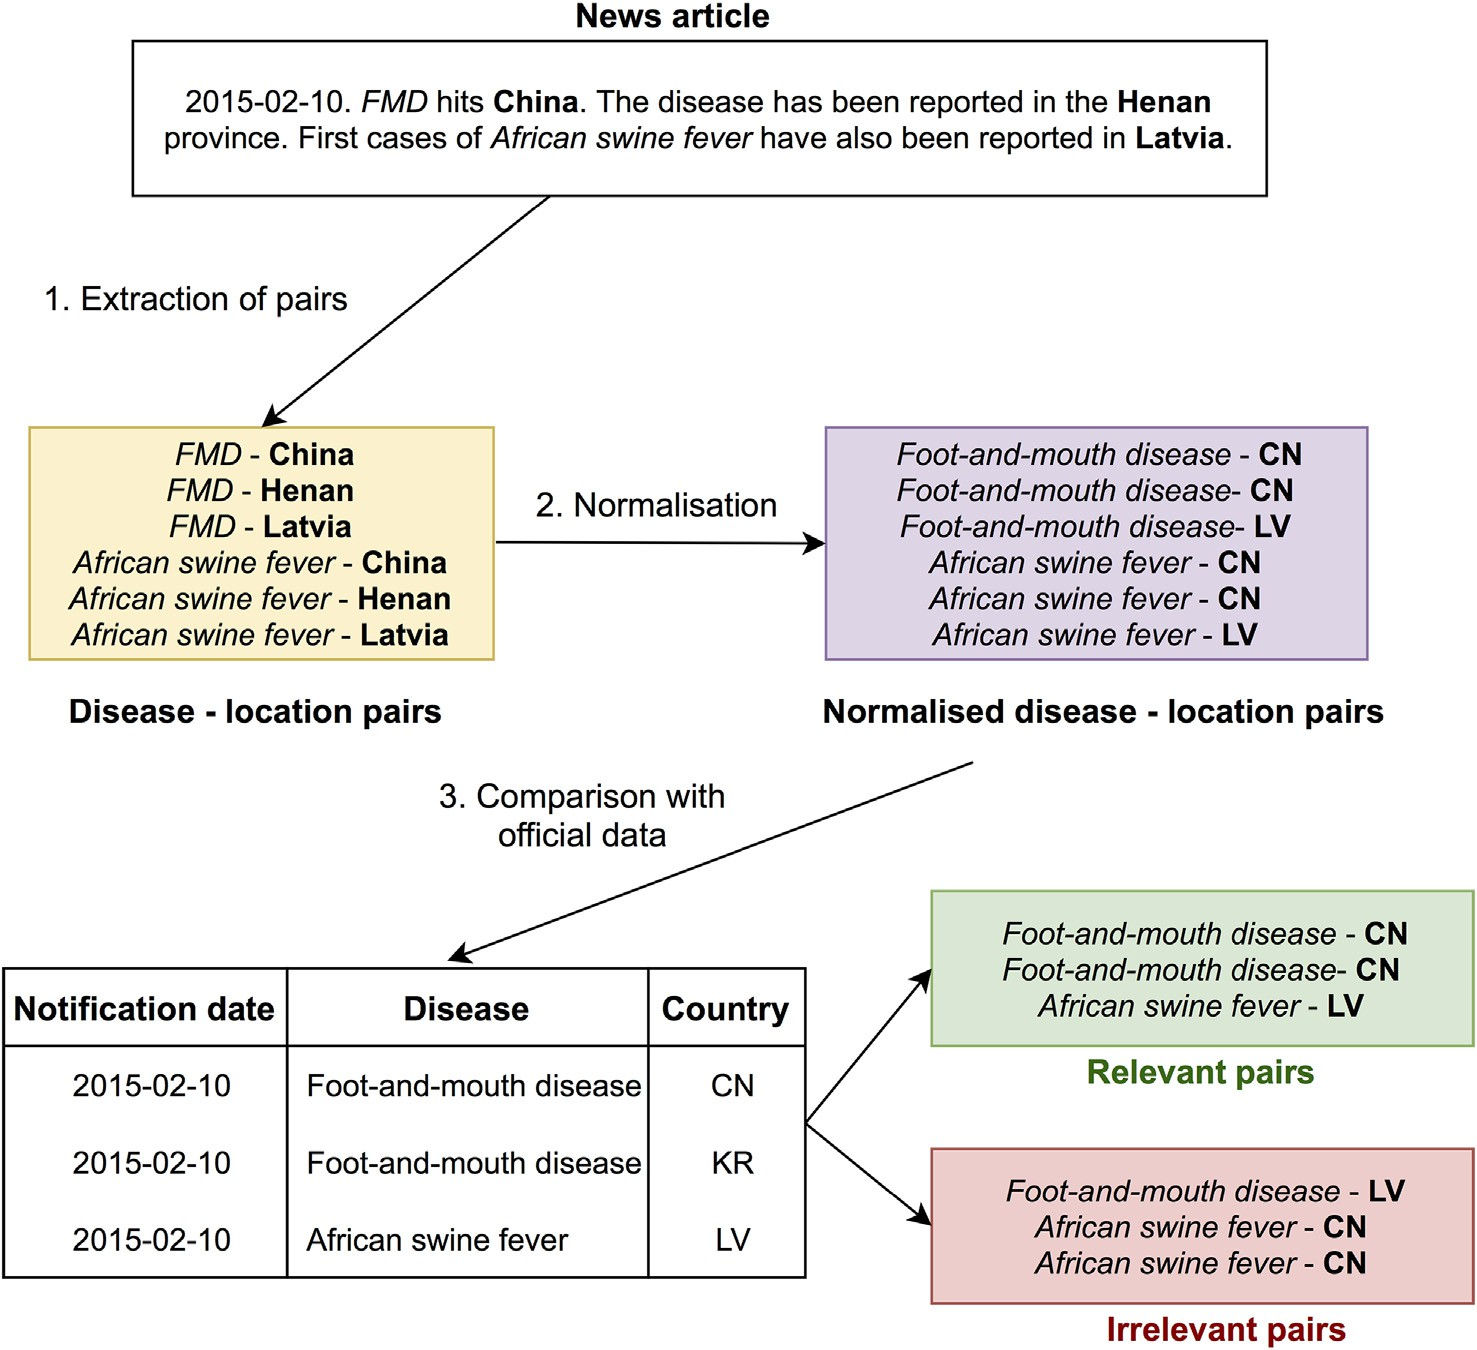 News article
2015-02-10. FMD hits China. The disease has been reported in the Henan
province. First cases of African swine fever have also been reported in Latvia.
1. Extraction of pairs
FMD - China
FMD - Henan
FMD - Latvia
African swine fever - China
African swine fever - Henan
African swine fever - Latvia
Disease - location pairs
2. Normalisation
Foot-and-mouth disease - CN
Foot-and-mouth disease- CN
Foot-and-mouth disease- LV
African swine fever - CN
African swine fever - CN
African swine fever - LV
Normalised disease - location pairs
3. Comparison with
official data
Notification date Disease Country
2015-02-10 Foot-and-mouth disease CN
2015-02-10 Foot-and-mouth disease KR
2015-02-10 African swine fever LV
Foot-and-mouth disease - CN
Foot-and-mouth disease- CN
African swine fever - LV
Relevant pairs
Foot-and-mouth disease - LV
African swine fever - CN
African swine fever - CN
Irrelevant pairs